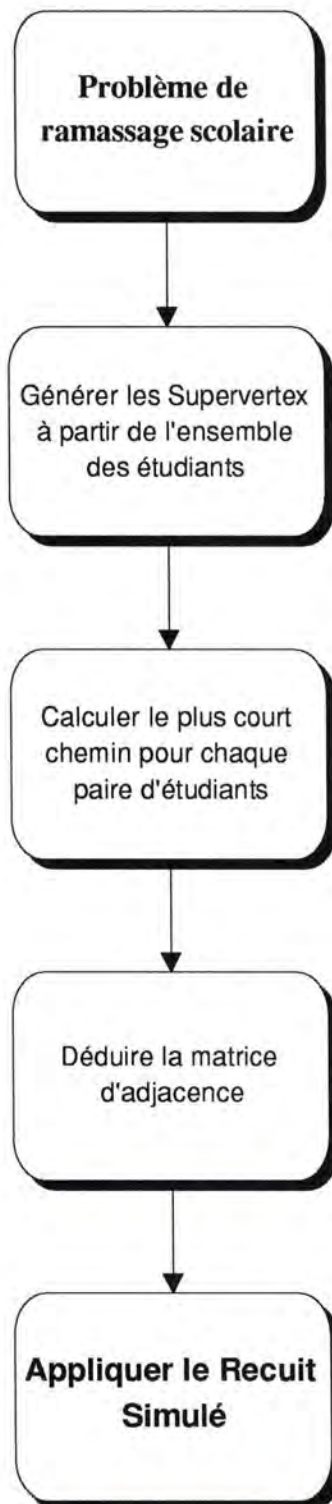 Problème de
ramassage scolaire
Générer les Supervertex
à partir de l'ensemble
des étudiants
Calculer le plus court
chemin pour chaque
paire d'étudiants
Déduire la matrice
d'adjacence
Appliquer le Recuit
Simulé